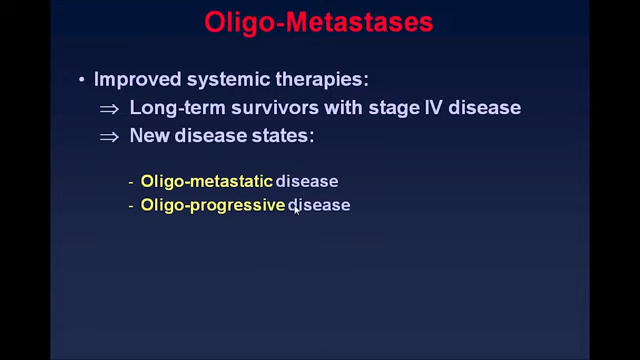 Oligo-Metastases
• Improved systemic therapies:
⇒ Long-term survivors with stage IV disease
⇒ New disease states:
- Oligo-metastatic disease
- Oligo-progressive disease